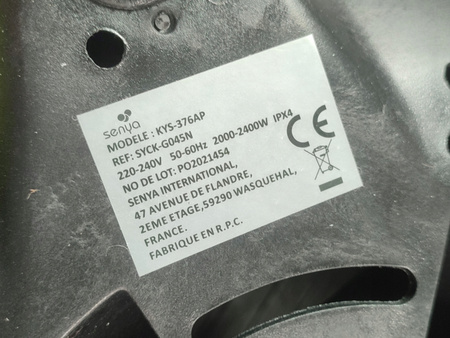 senya
MODELE : KYS-376AP
REF: SYCK-G045N
220-240V 50-60Hz 2000-2400W IPX4
NO DE LOT: PO2021454
SENYA INTERNATIONAL,
47 AVENUE DE FLANDRE,
2EME ETAGE,59290 WASQUEHAL,
FRANCE.
FABRIQUE EN R.P.C.
CE